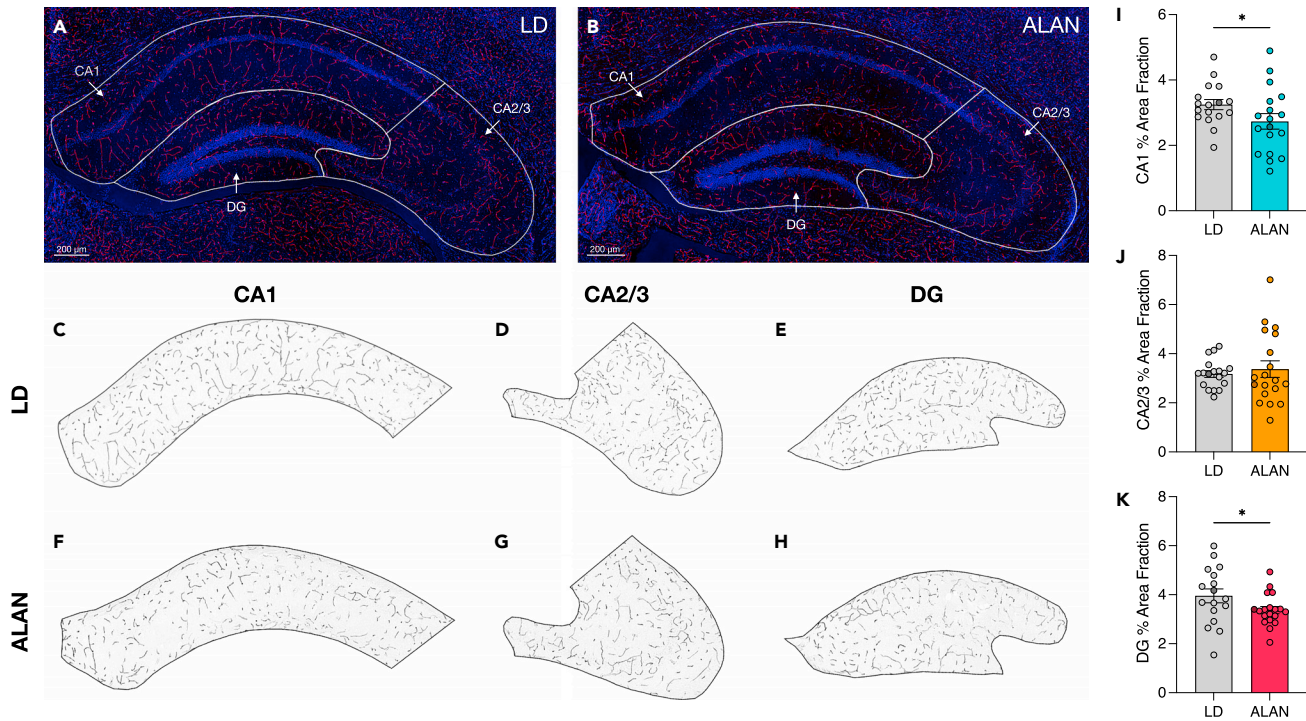 A
LD
CA1
CA2/3
DG
200 µm
B
ALAN
CA1
CA2/3
DG
200 µm
CA1
CA2/3
DG
LD
C
D
E
ALAN
F
G
H
I
CA1 % Area Fraction
6
4
2
0
*
LD
ALAN
J
CA2/3 % Area Fraction
8
6
4
2
0
LD
ALAN
K
DG % Area Fraction
8
6
4
2
0
*
LD
ALAN